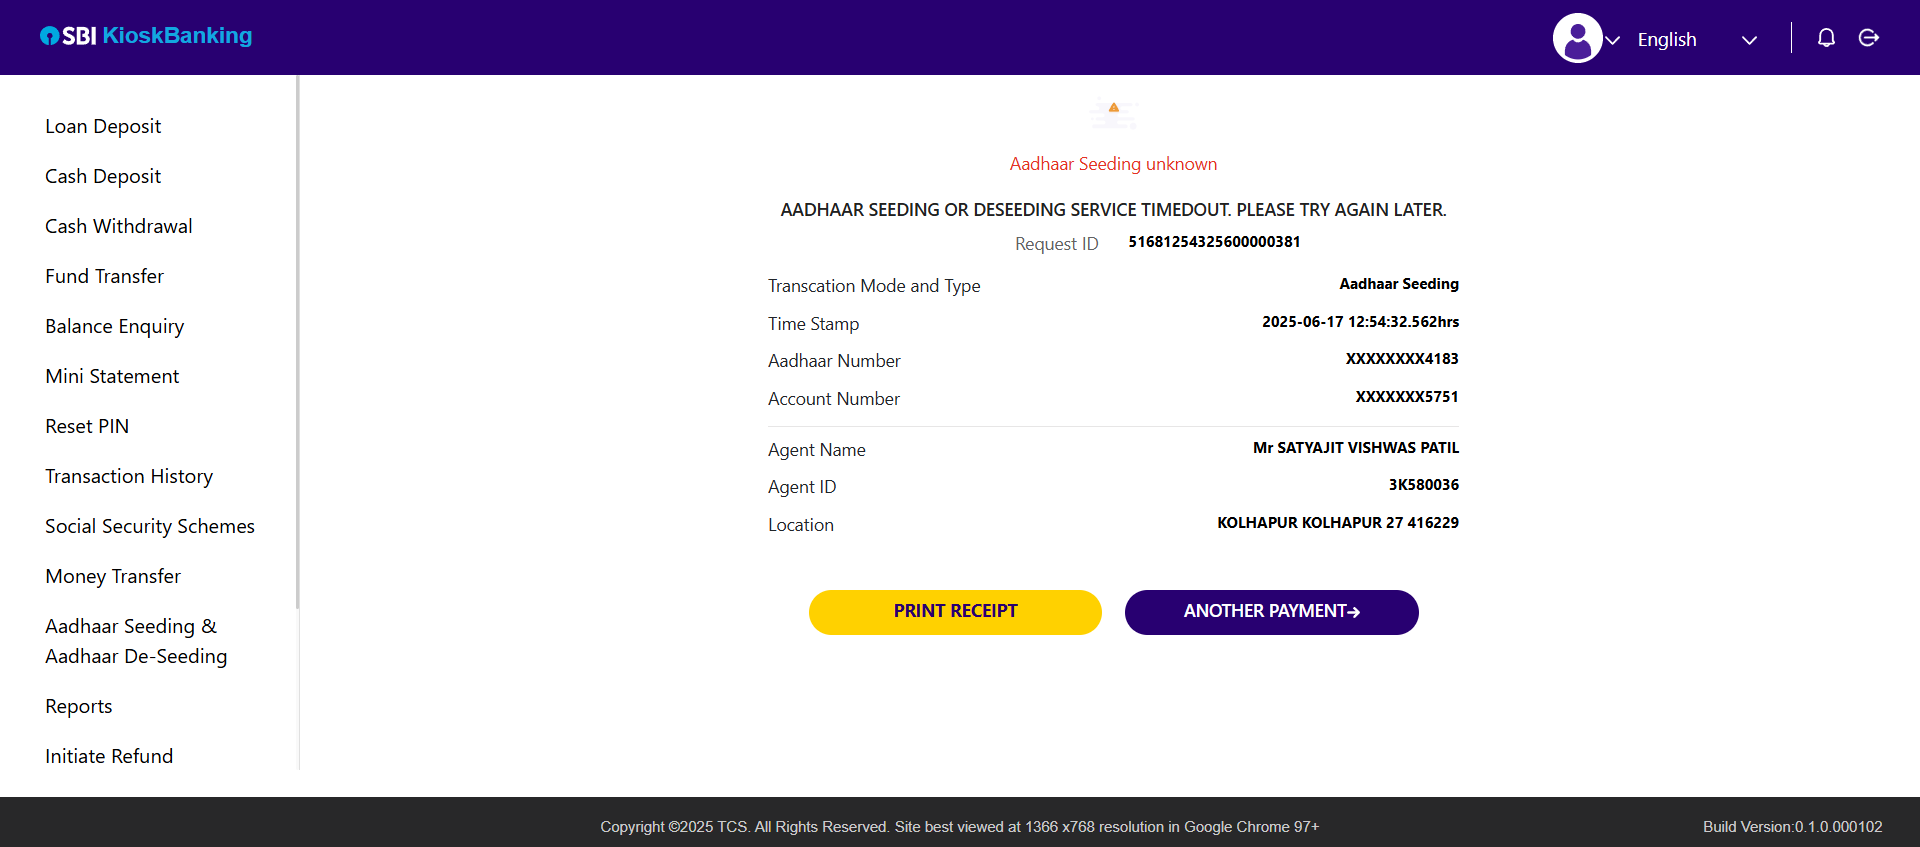 SBI KioskBanking
English
Loan Deposit
Cash Deposit
Cash Withdrawal
Fund Transfer
Balance Enquiry
Mini Statement
Reset PIN
Transaction History
Social Security Schemes
Money Transfer
Aadhaar Seeding &
Aadhaar De-Seeding
Reports
Initiate Refund
Aadhaar Seeding unknown
AADHAAR SEEDING OR DESEEDING SERVICE TIMEDOUT. PLEASE TRY AGAIN LATER.
Request ID 51681254325600000381
Transcation Mode and Type Aadhaar Seeding
Time Stamp 2025-06-17 12:54:32.562hrs
Aadhaar Number XXXXXXXX4183
Account Number XXXXXXX5751
Agent Name Mr SATYAJIT VISHWAS PATIL
Agent ID 3K580036
Location KOLHAPUR KOLHAPUR 27 416229
PRINT RECEIPT ANOTHER PAYMENT→
Copyright ©2025 TCS. All Rights Reserved. Site best viewed at 1366 x768 resolution in Google Chrome 97+
Build Version:0.1.0.000102